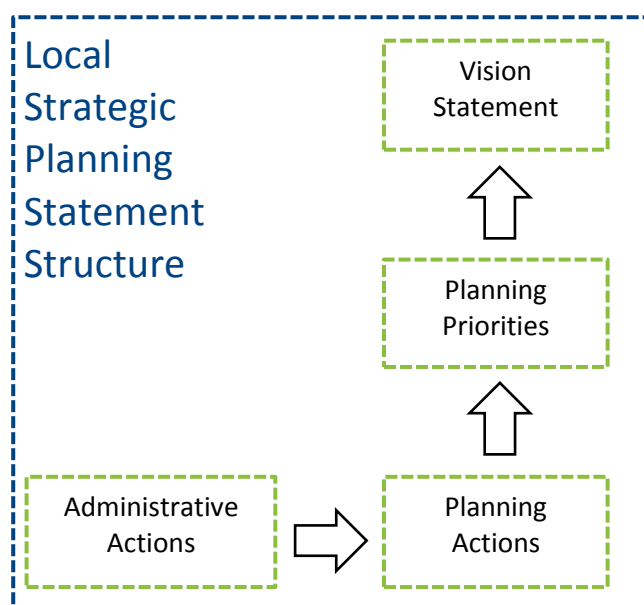 Local
Strategic
Planning
Statement
Structure
Vision
Statement
Planning
Priorities
Administrative
Actions
Planning
Actions